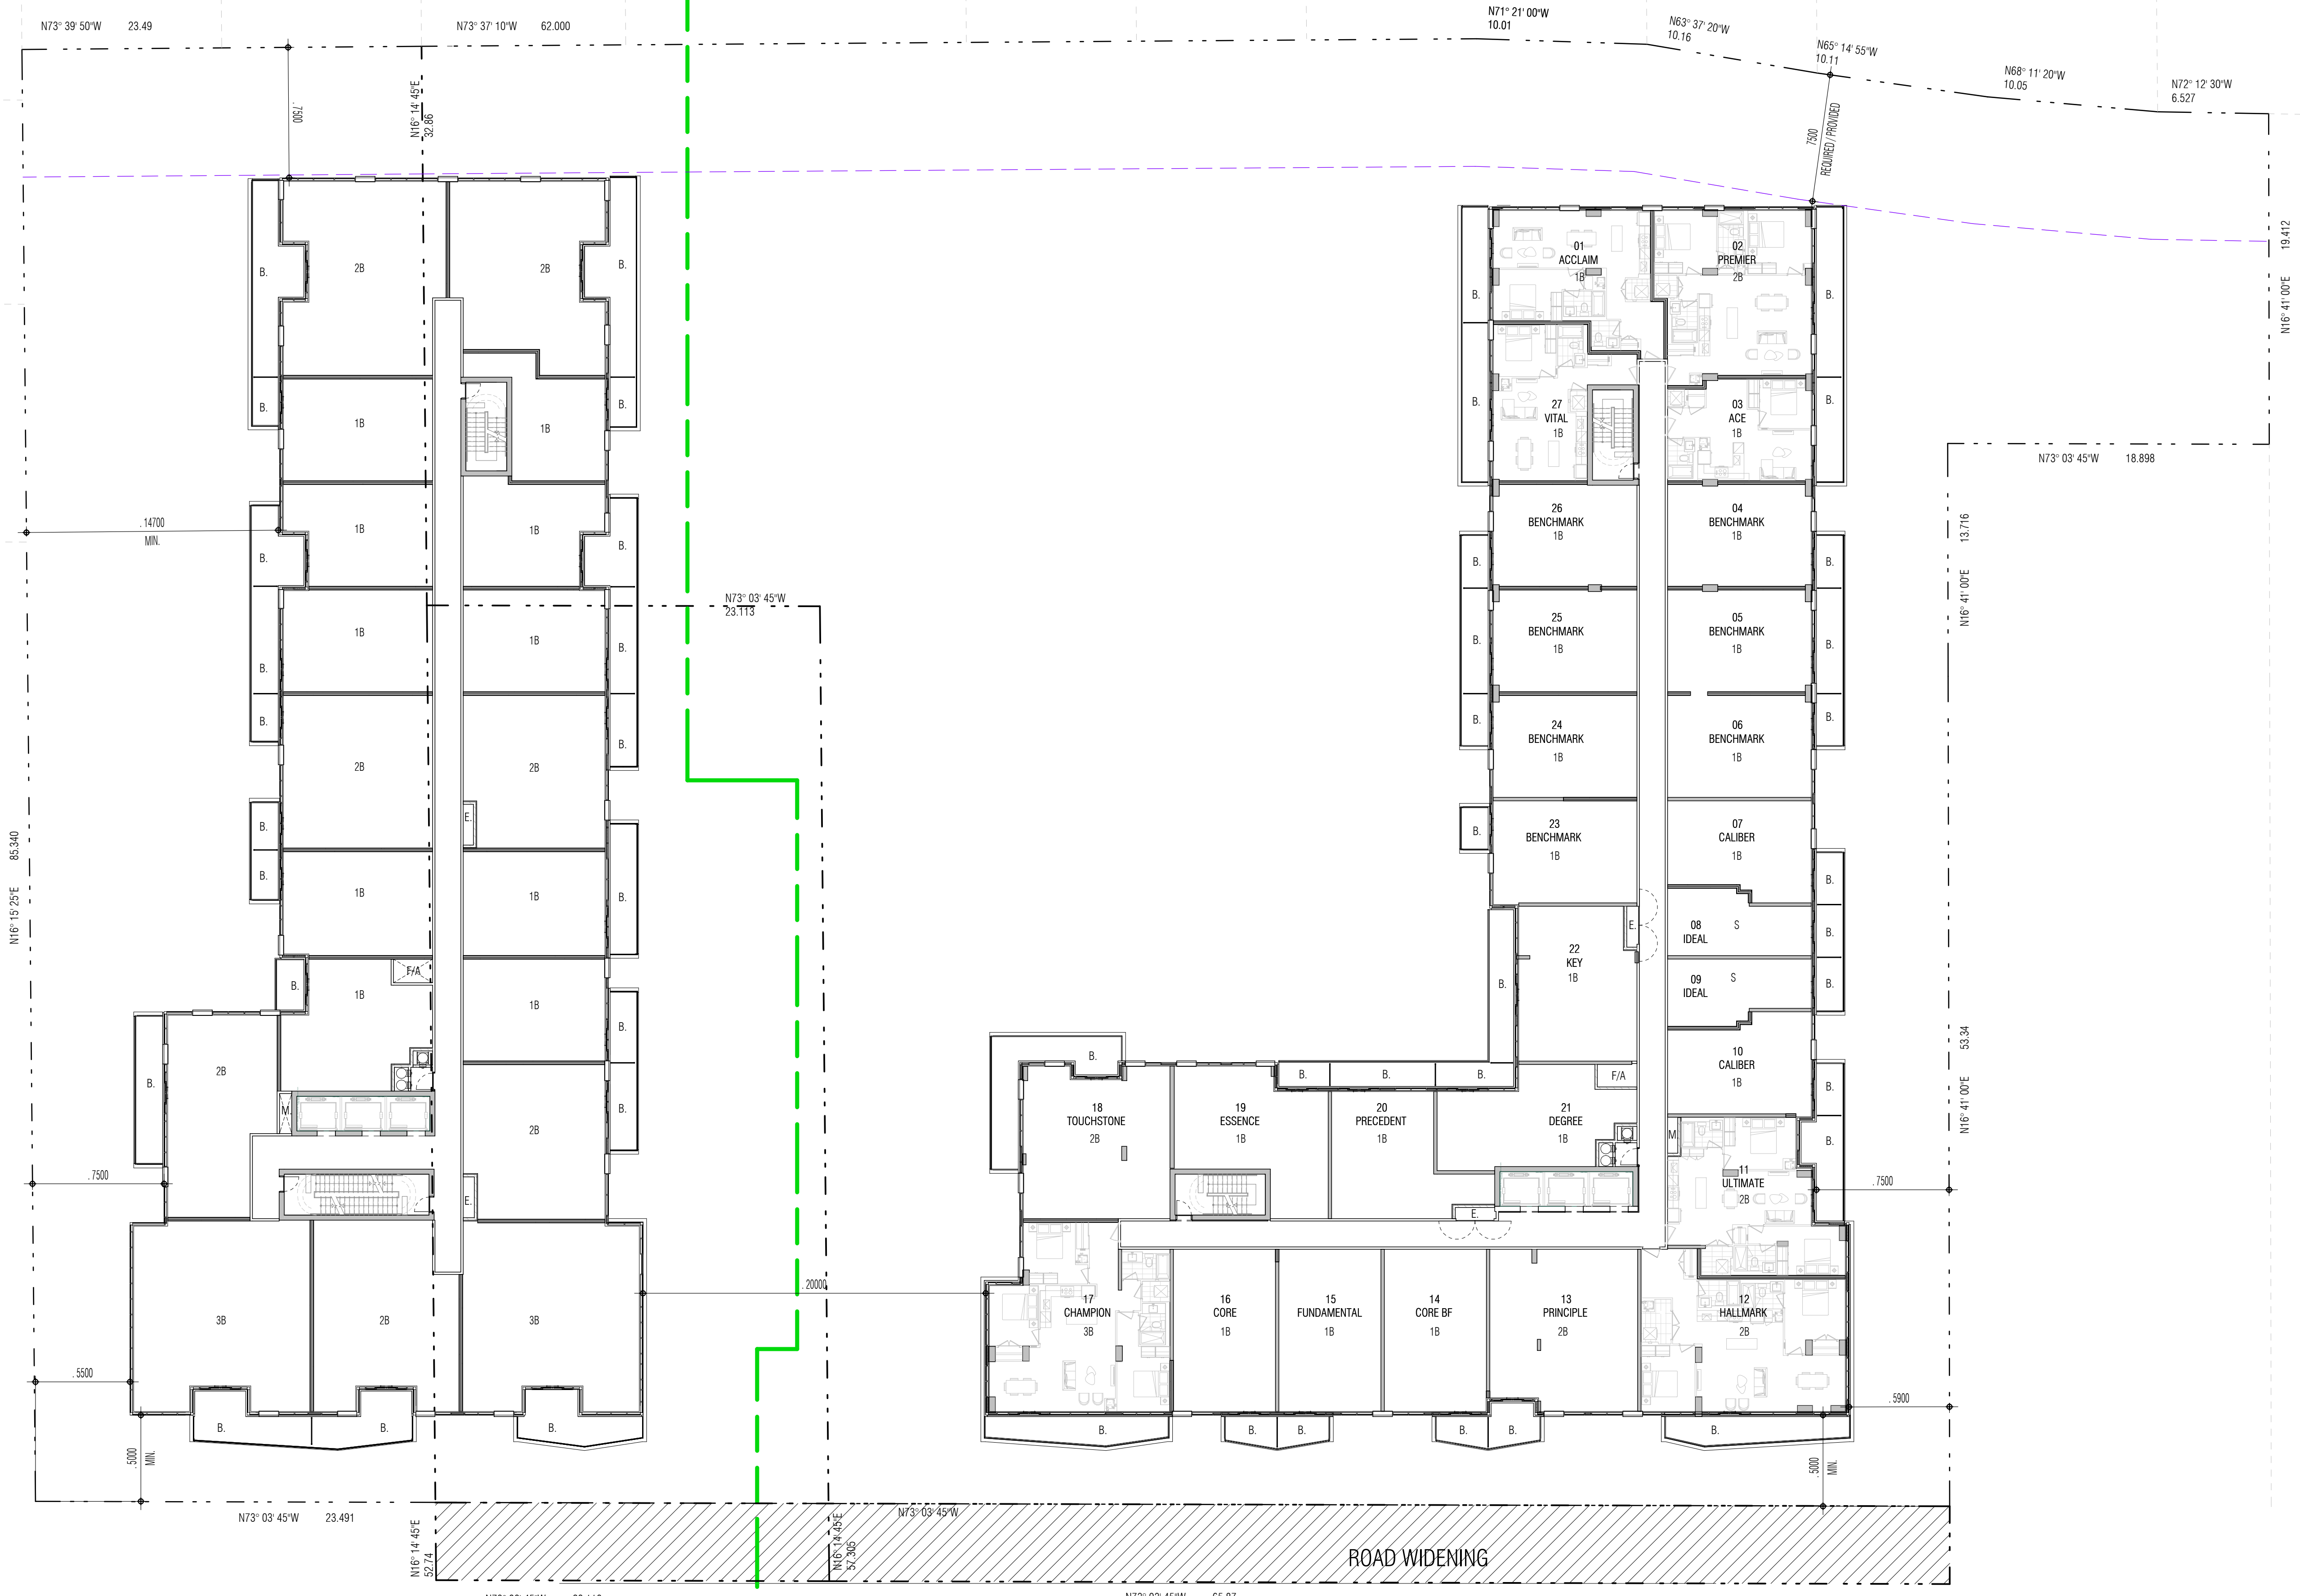 N73° 39' 50"W 23.49
N73° 37' 10"W 62.000
N71° 21' 00"W
10.01
N63° 37' 20"W
10.16
N65° 14' 55"W
10.11
N68° 11' 20"W
10.05
N72° 12' 30"W
6.527
.7500
N16° 14' 45"E
32.86
7500
REQUIRED / PROVIDED
N16° 41' 00"E 19.412
B.
2B
2B
B.
B.
1B
1B
B.
.14700
MIN.
B.
1B
1B
B.
B.
1B
1B
B.
B.
2B
2B
B.
E.
B.
B.
1B
1B
B.
F/A
B.
1B
1B
B.
B.
2B
M.
2B
B.
E.
.7500
3B
2B
3B
.5500
B.
B.
B.
.5000
MIN.
N16° 15' 25"E 85.340
N73° 03' 45"W
23.113
.20000
01
ACCLAIM
1B
02
PREMIER
2B
B.
B.
27
VITAL
1B
03
ACE
1B
B.
B.
N73° 03' 45"W 18.898
26
BENCHMARK
1B
04
BENCHMARK
1B
B.
B.
N16° 41' 00"E 13.716
25
BENCHMARK
1B
05
BENCHMARK
1B
B.
B.
24
BENCHMARK
1B
06
BENCHMARK
1B
B.
B.
23
BENCHMARK
1B
07
CALIBER
1B
B.
B.
22
KEY
1B
E.
08
IDEAL
S
B.
B.
09
IDEAL
S
B.
10
CALIBER
1B
B.
N16° 41' 00"E 53.34
B.
B.
B.
B.
F/A
18
TOUCHSTONE
2B
19
ESSENCE
1B
20
PRECEDENT
1B
21
DEGREE
1B
M.
11
ULTIMATE
2B
B.
.7500
E.
17
CHAMPION
3B
16
CORE
1B
15
FUNDAMENTAL
1B
14
CORE BF
1B
13
PRINCIPLE
2B
12
HALLMARK
2B
.5900
B.
B.
B.
B.
B.
B.
.5000
MIN.
N73° 03' 45"W 23.491
N73° 03' 45"W
N16° 14' 45"E
52.74
N16° 14' 45"E
57.305
ROAD WIDENING